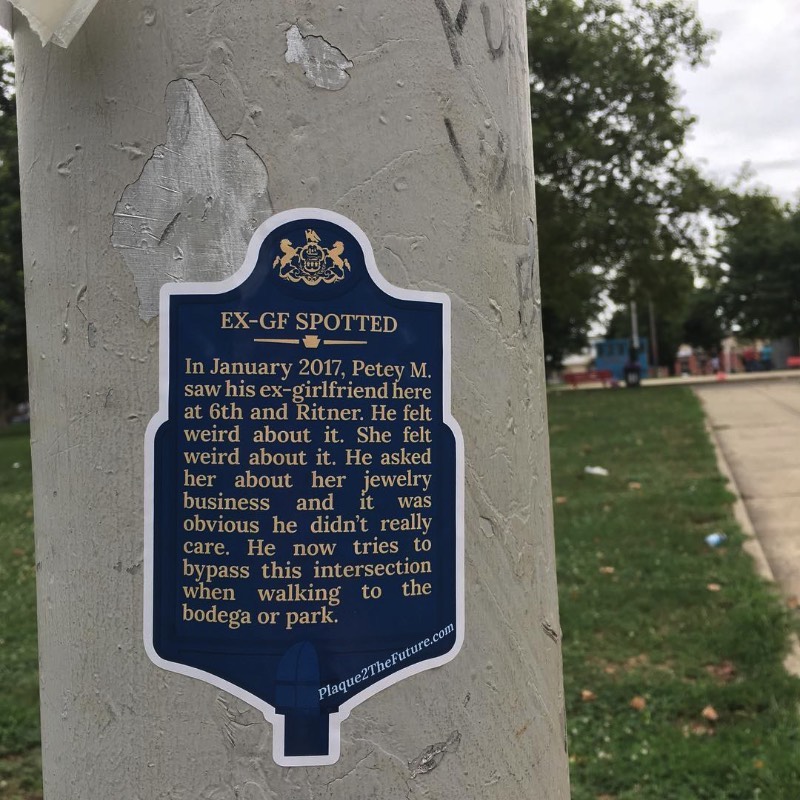 EX-GF SPOTTED
In January 2017, Petey M.
saw his ex-girlfriend here
at 6th and Ritner. He felt
weird about it. She felt
weird about it. He asked
her about her jewelry
business and it was
obvious he didn't really
care. He now tries to
bypass this intersection
when walking to the
bodega or park.
Plaque2TheFuture.com